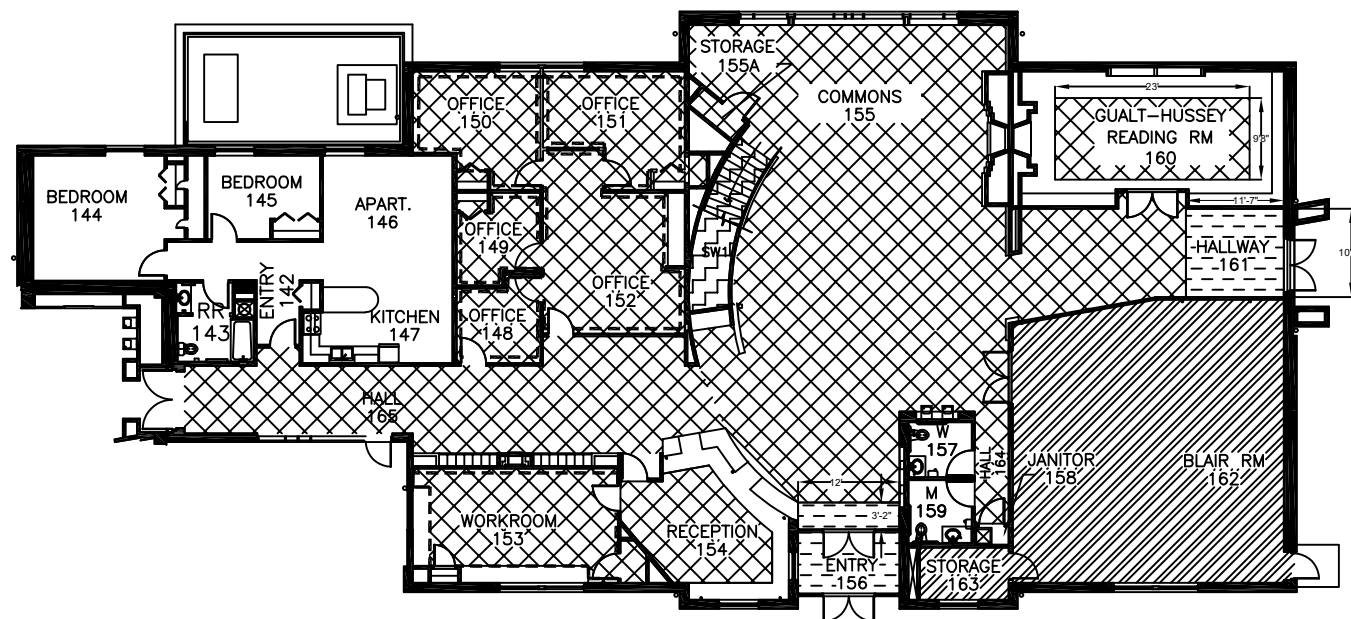 STORAGE
155A
COMMONS
155
23'
GUALT-HUSSEY
READING RM
160
9'8"
OFFICE
150
OFFICE
151
BEDROOM
144
BEDROOM
145
APART.
146
11'-7"
OFFICE
149
SW1
HALLWAY
161
10'
ENTRY
142
OFFICE
152
RR
143
KITCHEN
147
OFFICE
148
HALL
165
W
157
HALL
164
JANITOR
158
BLAIR RM
162
12'
M
159
3'-2"
WORKROOM
153
RECEPTION
154
ENTRY
156
STORAGE
163